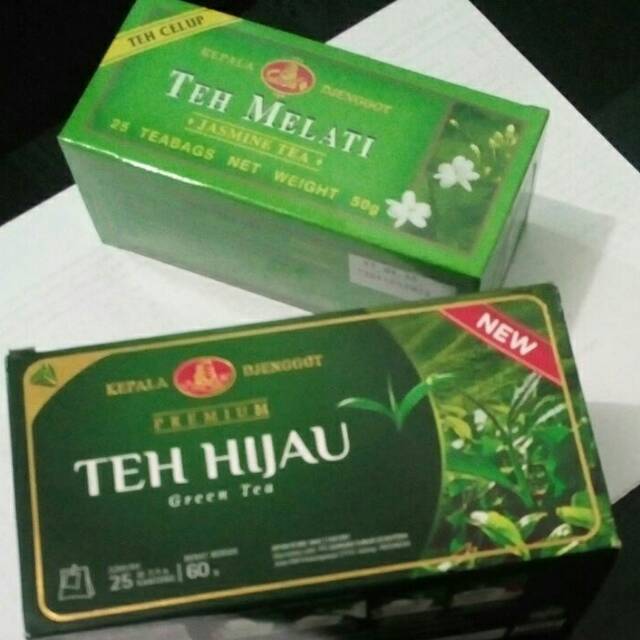 TEH CELUP
KEPALA DJENGGOT
TEH MELATI
JASMINE TEA
25 TEABAGS NET WEIGHT 50g
NEW
KEPALA DJENGGOT
PREMIUM
TEH HIJAU
Green Tea
25
60